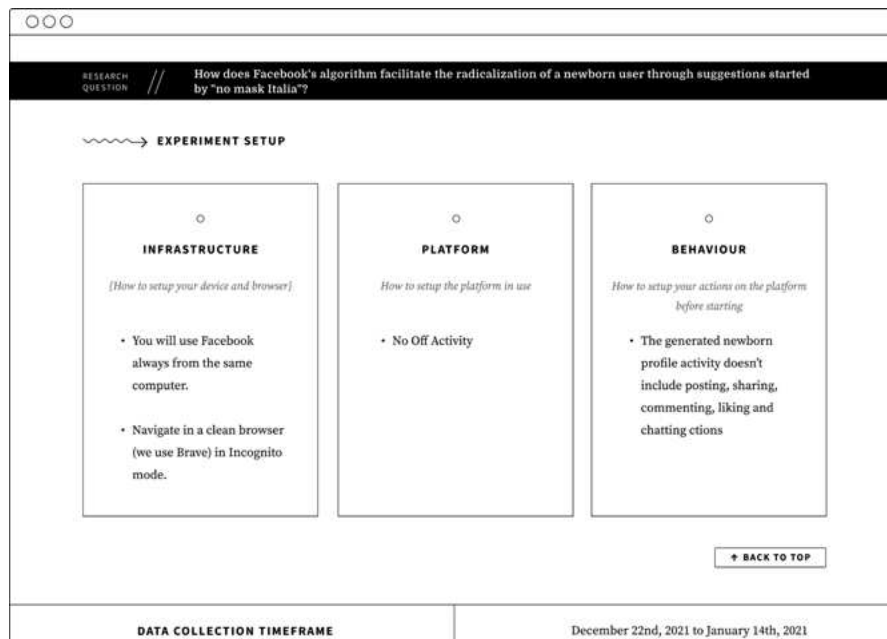 RESEARCH
QUESTION
//
How does Facebook's algorithm facilitate the radicalization of a newborn user through suggestions started
by "no mask Italia"?
EXPERIMENT SETUP
INFRASTRUCTURE
{How to setup your device and browser}
• You will use Facebook
always from the same
computer.
• Navigate in a clean browser
(we use Brave) in Incognito
mode.
PLATFORM
How to setup the platform in use
• No Off Activity
BEHAVIOUR
How to setup your actions on the platform
before starting
• The generated newborn
profile activity doesn't
include posting, sharing,
commenting, liking and
chatting ctions
↑ BACK TO TOP
DATA COLLECTION TIMEFRAME
December 22nd, 2021 to January 14th, 2021